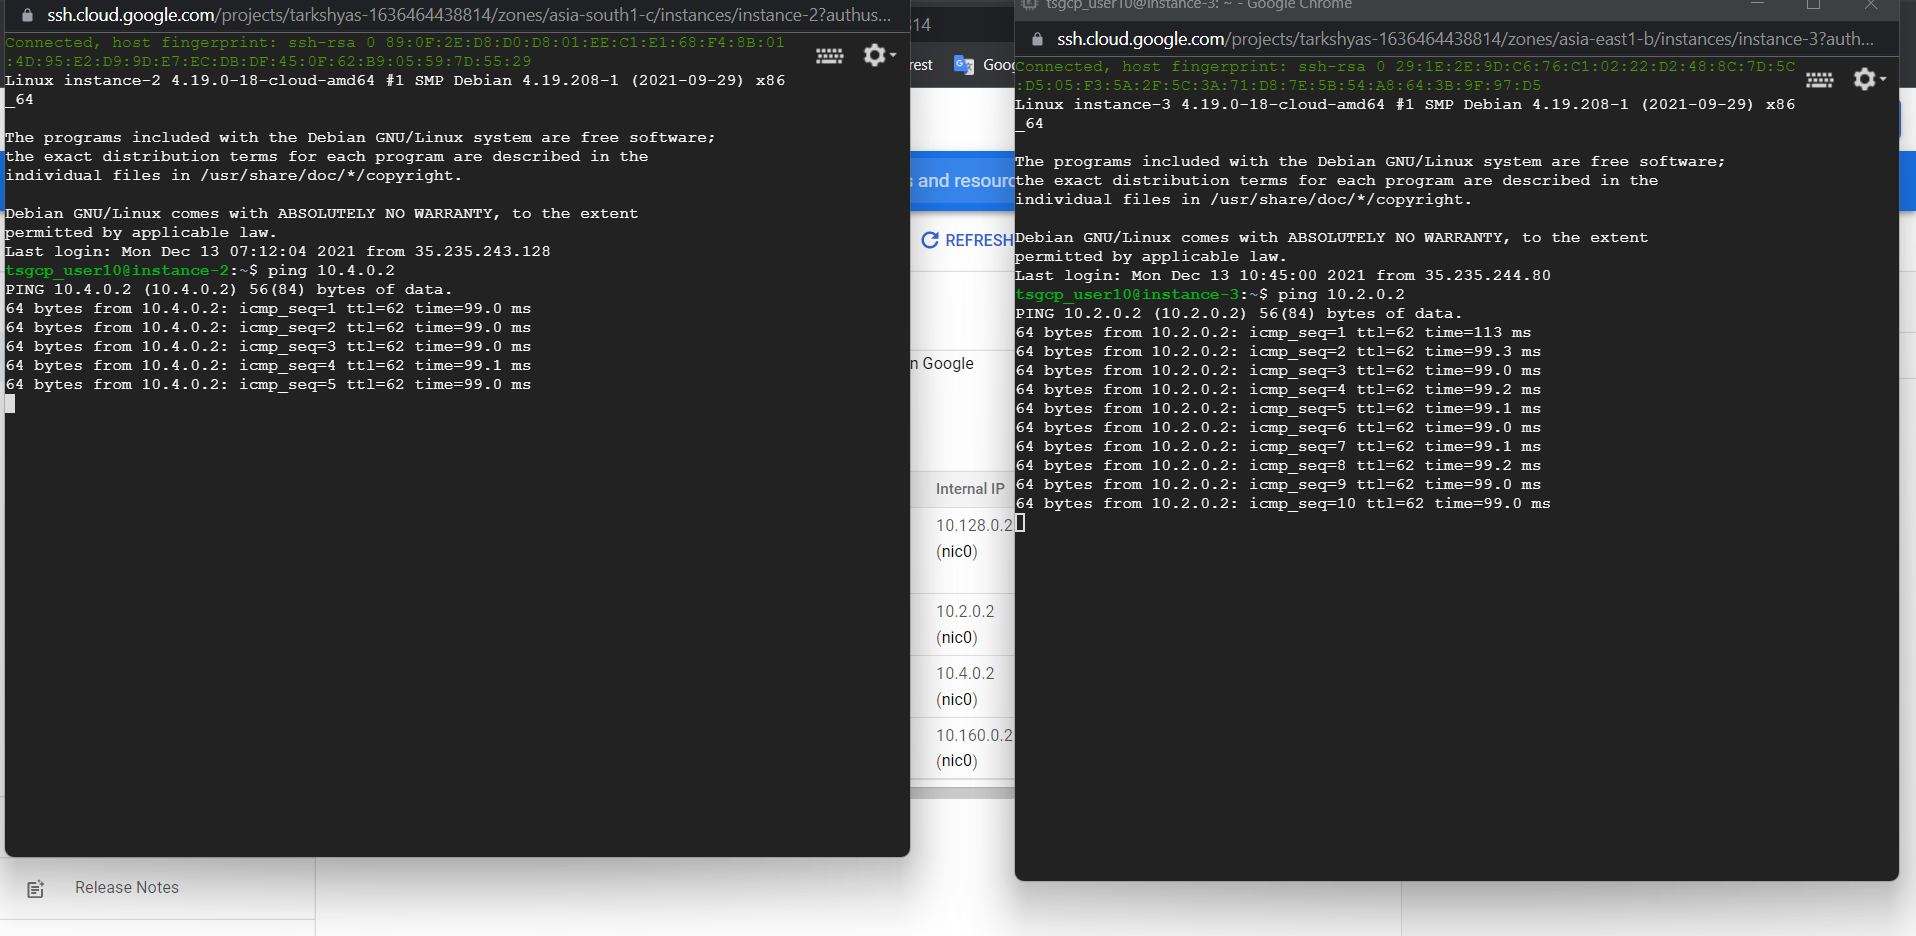 ssh.cloud.google.com/projects/tarkshyas-1636464438814/zones/asia-south1-c/instances/instance-2?authus...
Connected, host fingerprint: ssh-rsa 0 89:0F:2E:D8:D0:D8:01:EE:C1:E1:68:F4:8B:01
:4D:95:E2:D9:9D:E7:EC:DB:DF:45:0F:62:B9:05:59:7D:55:29
Linux instance-2 4.19.0-18-cloud-amd64 #1 SMP Debian 4.19.208-1 (2021-09-29) x86
_64
The programs included with the Debian GNU/Linux system are free software;
the exact distribution terms for each program are described in the
individual files in /usr/share/doc/*/copyright.
Debian GNU/Linux comes with ABSOLUTELY NO WARRANTY, to the extent
permitted by applicable law.
Last login: Mon Dec 13 07:12:04 2021 from 35.235.243.128
tsgcp_user10@instance-2:~$ ping 10.4.0.2
PING 10.4.0.2 (10.4.0.2) 56(84) bytes of data.
64 bytes from 10.4.0.2: icmp_seq=1 ttl=62 time=99.0 ms
64 bytes from 10.4.0.2: icmp_seq=2 ttl=62 time=99.0 ms
64 bytes from 10.4.0.2: icmp_seq=3 ttl=62 time=99.0 ms
64 bytes from 10.4.0.2: icmp_seq=4 ttl=62 time=99.1 ms
64 bytes from 10.4.0.2: icmp_seq=5 ttl=62 time=99.0 ms
Release Notes
814
rest Goog
s and resourc
REFRESH
n Google
Internal IP
10.128.0.2
(nic0)
10.2.0.2
(nic0)
10.4.0.2
(nic0)
10.160.0.2
(nic0)
tsgcp_user10@instance-3: ~ - Google Chrome
ssh.cloud.google.com/projects/tarkshyas-1636464438814/zones/asia-east1-b/instances/instance-3?auth...
Connected, host fingerprint: ssh-rsa 0 29:1E:2E:9D:C6:76:C1:02:22:D2:48:8C:7D:5C
:D5:05:F3:5A:2F:5C:3A:71:D8:7E:5B:54:A8:64:3B:9F:97:D5
Linux instance-3 4.19.0-18-cloud-amd64 #1 SMP Debian 4.19.208-1 (2021-09-29) x86
_64
The programs included with the Debian GNU/Linux system are free software;
the exact distribution terms for each program are described in the
individual files in /usr/share/doc/*/copyright.
Debian GNU/Linux comes with ABSOLUTELY NO WARRANTY, to the extent
permitted by applicable law.
Last login: Mon Dec 13 10:45:00 2021 from 35.235.244.80
tsgcp_user10@instance-3:~$ ping 10.2.0.2
PING 10.2.0.2 (10.2.0.2) 56(84) bytes of data.
64 bytes from 10.2.0.2: icmp_seq=1 ttl=62 time=113 ms
64 bytes from 10.2.0.2: icmp_seq=2 ttl=62 time=99.3 ms
64 bytes from 10.2.0.2: icmp_seq=3 ttl=62 time=99.0 ms
64 bytes from 10.2.0.2: icmp_seq=4 ttl=62 time=99.2 ms
64 bytes from 10.2.0.2: icmp_seq=5 ttl=62 time=99.1 ms
64 bytes from 10.2.0.2: icmp_seq=6 ttl=62 time=99.0 ms
64 bytes from 10.2.0.2: icmp_seq=7 ttl=62 time=99.1 ms
64 bytes from 10.2.0.2: icmp_seq=8 ttl=62 time=99.2 ms
64 bytes from 10.2.0.2: icmp_seq=9 ttl=62 time=99.0 ms
64 bytes from 10.2.0.2: icmp_seq=10 ttl=62 time=99.0 ms